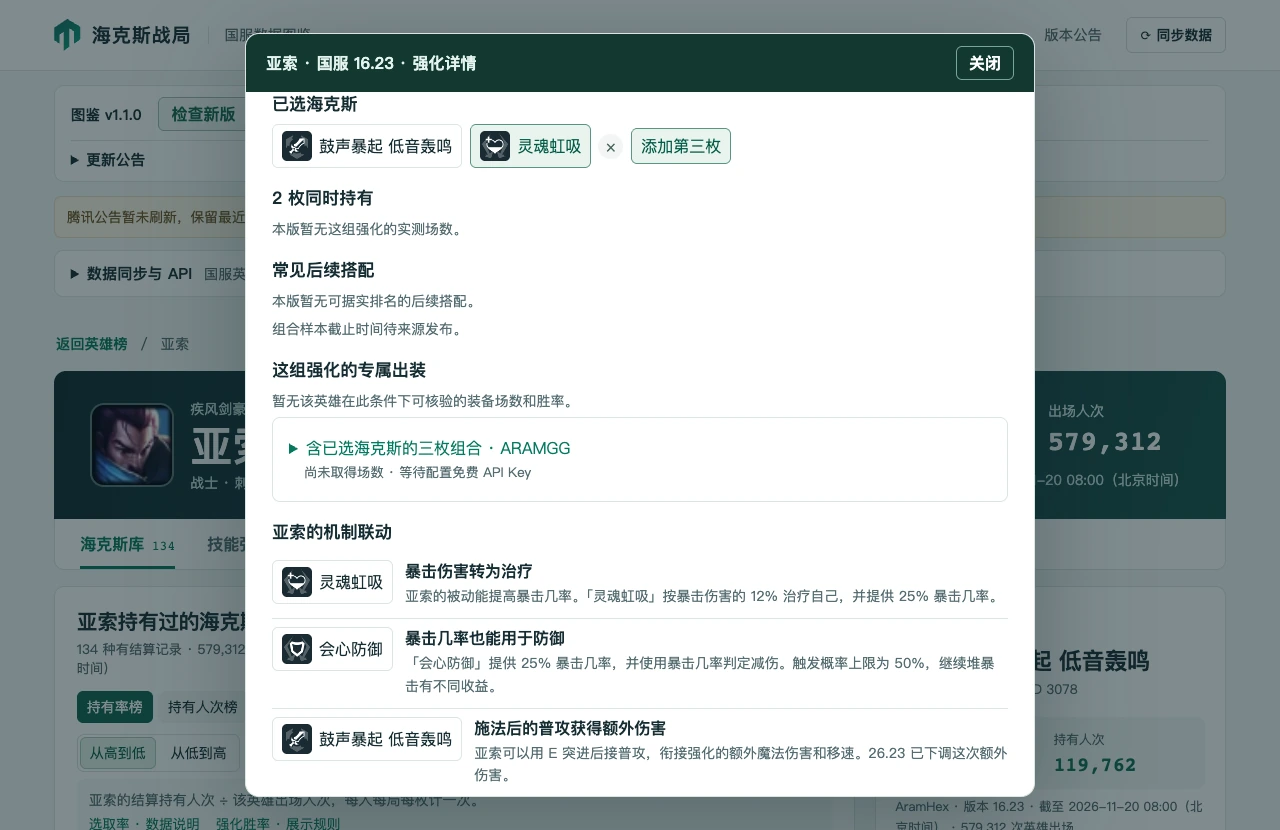 海克斯战局
版本公告
⟳ 同步数据
亚索 · 国服 16.23 · 强化详情
关闭
图鉴 v1.1.0
检查新版
▶ 更新公告
腾讯公告暂未刷新，保留最近
▶ 数据同步与 API 国服英
返回英雄榜 / 亚索
疾风剑豪
亚索
战士 · 刺
出场人次
579,312
–20 08:00（北京时间）
海克斯库 134
技能强
亚索持有过的海克斯
134 种有结算记录 · 579,312
时间）
持有率榜
持有人次榜
从高到低
从低到高
亚索的结算持有人次 ÷ 该英雄出场人次，每人每局每枚计一次。
选取率 · 数据说明 强化胜率 · 展示规则
已选海克斯
鼓声暴起 低音轰鸣
灵魂虹吸
×
添加第三枚
2 枚同时持有
本版暂无这组强化的实测场数。
常见后续搭配
本版暂无可据实排名的后续搭配。
组合样本截止时间待来源发布。
这组强化的专属出装
暂无该英雄在此条件下可核验的装备场数和胜率。
▶ 含已选海克斯的三枚组合 · ARAMGG
尚未取得场数 · 等待配置免费 API Key
亚索的机制联动
灵魂虹吸
暴击伤害转为治疗
亚索的被动能提高暴击几率。「灵魂虹吸」按暴击伤害的 12% 治疗自己，并提供 25% 暴击几率。
会心防御
暴击几率也能用于防御
「会心防御」提供 25% 暴击几率，并使用暴击几率判定减伤。触发概率上限为 50%，继续堆暴
击有不同收益。
鼓声暴起 低音轰鸣
施法后的普攻获得额外伤害
亚索可以用 E 突进后接普攻，衔接强化的额外魔法伤害和移速。26.23 已下调这次额外
伤害。
起 低音轰鸣
D 3078
持有人次
119,762
AramHex · 版本 16.23 · 截至 2026–11–20 08:00（北
京时间） · 579,312 次英雄出场